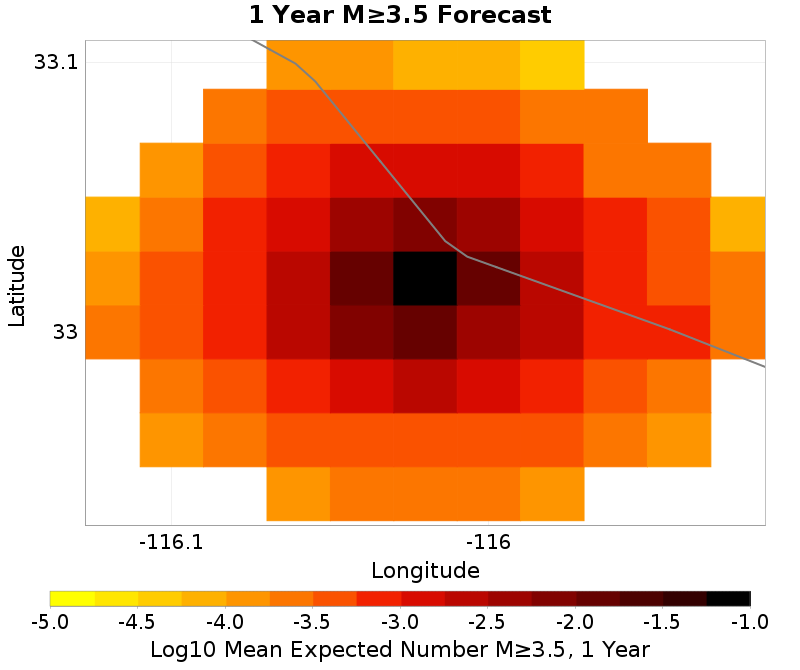 1 Year M≥3.5 Forecast
33.1
33
Latitude
-116.1
-116
Longitude
-5.0 -4.5 -4.0 -3.5 -3.0 -2.5 -2.0 -1.5 -1.0
Log10 Mean Expected Number M≥3.5, 1 Year